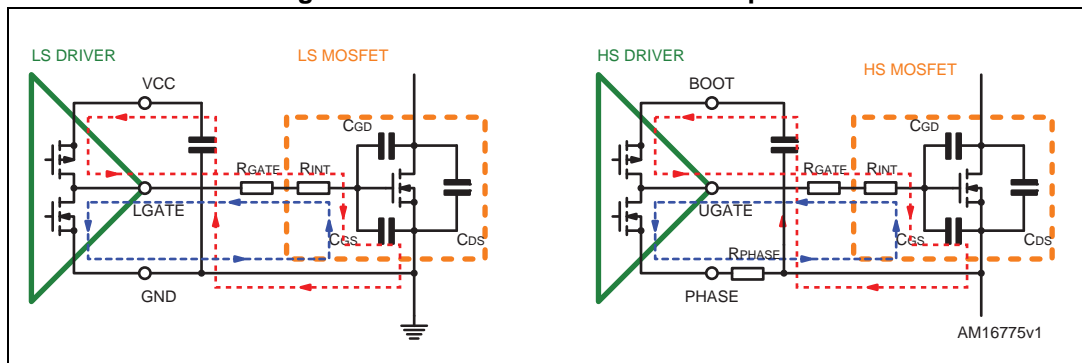 LS DRIVER
LS MOSFET
VCC
CGD
RGATE
RINT
LGATE
CGS
CDS
GND
HS DRIVER
HS MOSFET
BOOT
CGD
RGATE
RINT
UGATE
CGS
CDS
RPHASE
PHASE
AM16775v1